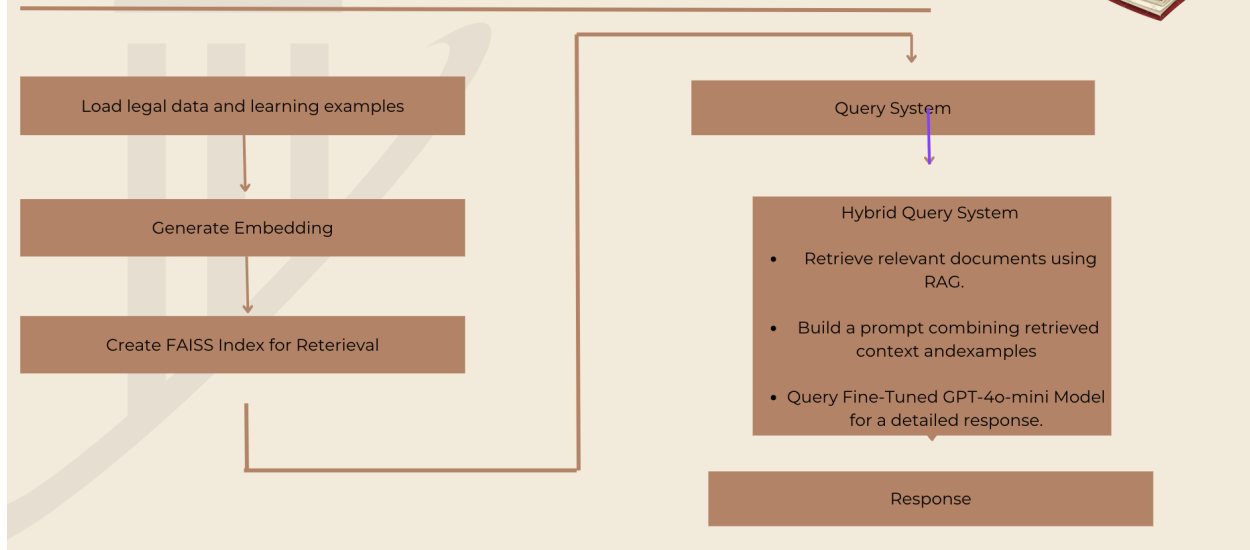 Load legal data and learning examples
Generate Embedding
Create FAISS Index for Reterieval
Query System
Hybrid Query System
• Retrieve relevant documents using
RAG.
• Build a prompt combining retrieved
context andexamples
• Query Fine-Tuned GPT-4o-mini Model
for a detailed response.
Response